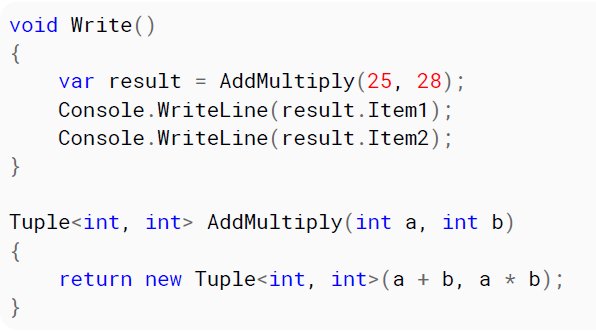 void Write()
{
    var result = AddMultiply(25, 28);
    Console.WriteLine(result.Item1);
    Console.WriteLine(result.Item2);
}

Tuple<int, int> AddMultiply(int a, int b)
{
    return new Tuple<int, int>(a + b, a * b);
}